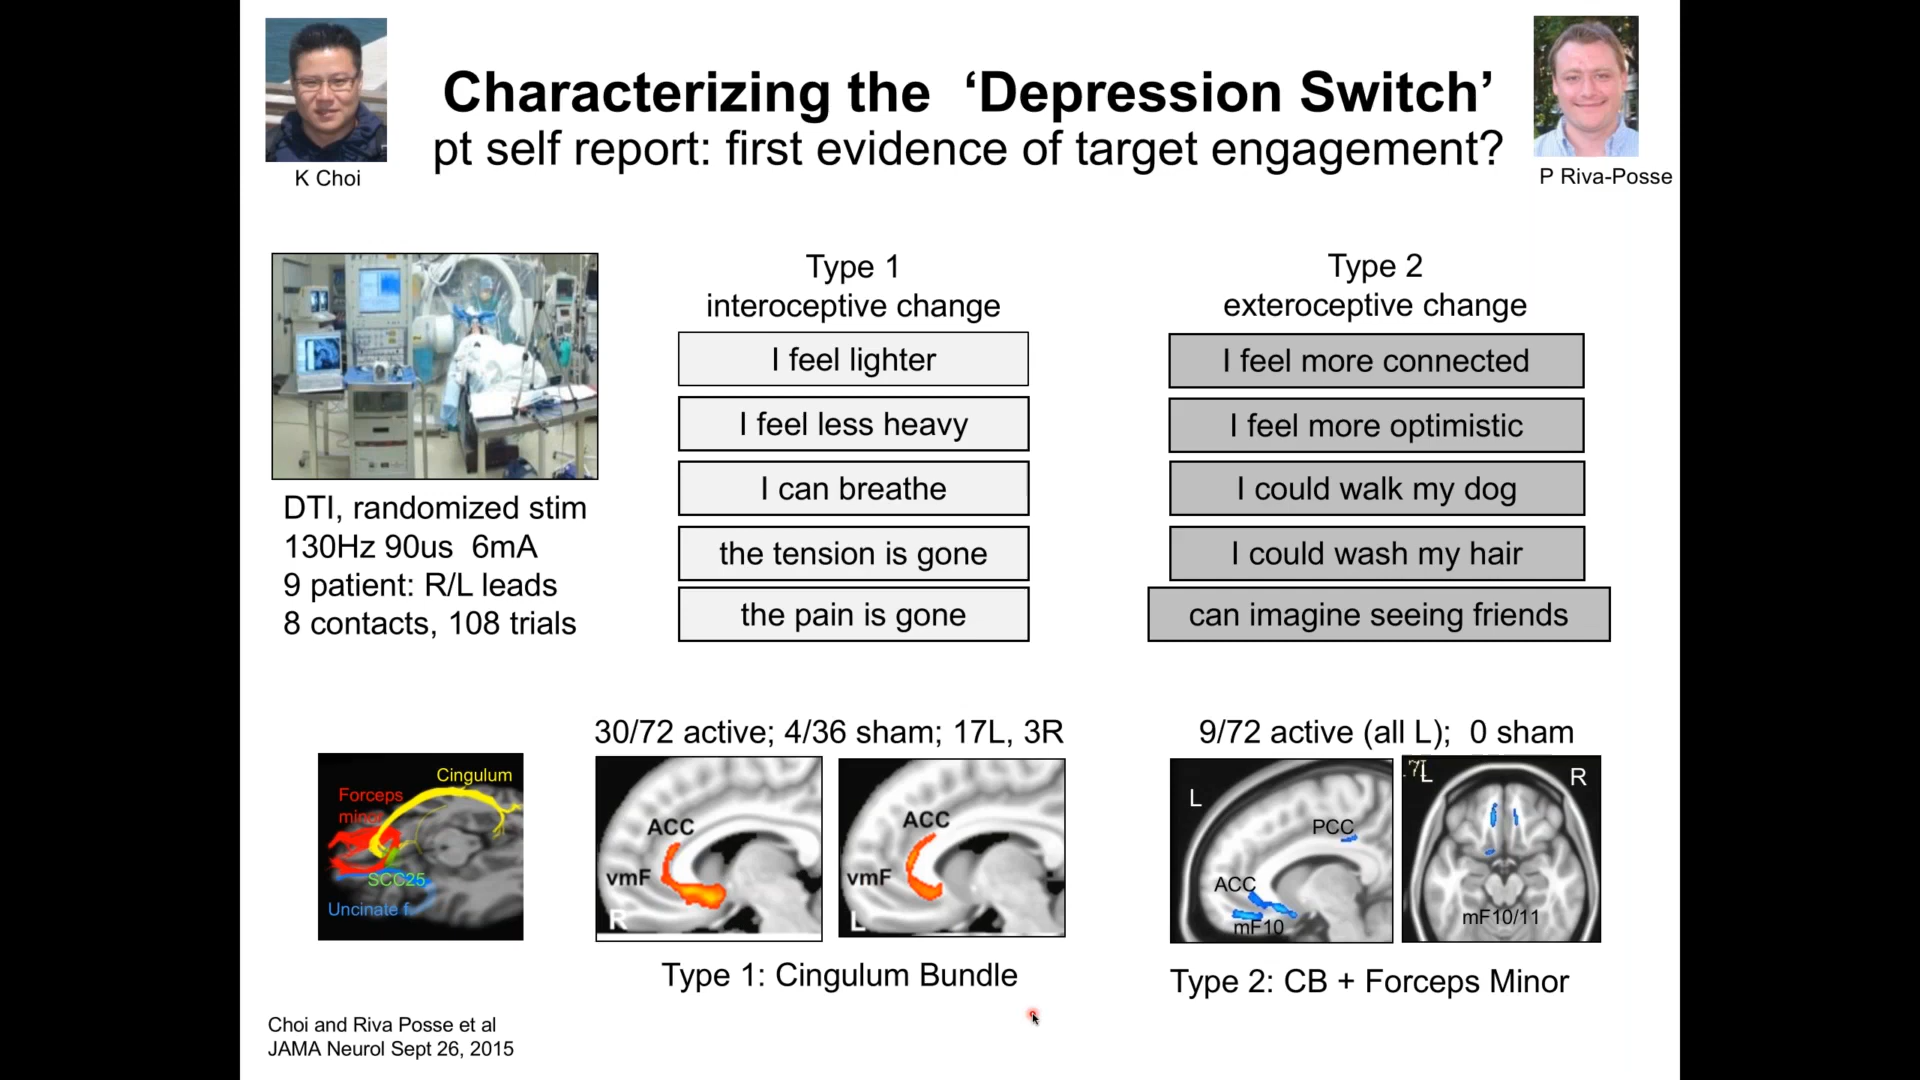 K Choi
Characterizing the ‘Depression Switch’
pt self report: first evidence of target engagement?
P Riva-Posse
DTI, randomized stim
130Hz 90us 6mA
9 patient: R/L leads
8 contacts, 108 trials
Type 1
interoceptive change
I feel lighter
I feel less heavy
I can breathe
the tension is gone
the pain is gone
Type 2
exteroceptive change
I feel more connected
I feel more optimistic
I could walk my dog
I could wash my hair
can imagine seeing friends
Cingulum
Forceps
minor
SCC25
Uncinate f.
30/72 active; 4/36 sham; 17L, 3R
ACC
vmF
R
ACC
vmF
L
Type 1: Cingulum Bundle
9/72 active (all L); 0 sham
L
PCC
ACC
mF10
L
R
mF10/11
Type 2: CB + Forceps Minor
Choi and Riva Posse et al
JAMA Neurol Sept 26, 2015